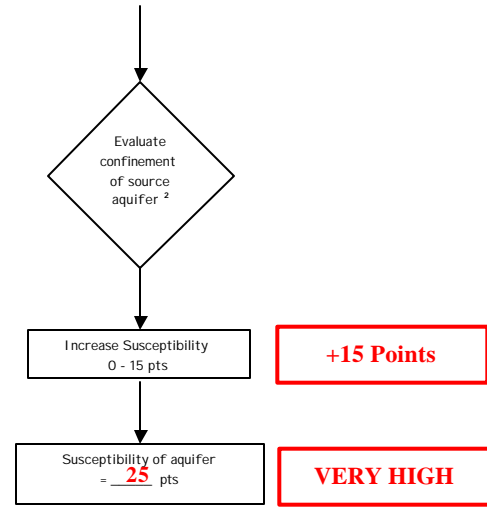 Evaluate
confinement
of source
aquifer ²
Increase Susceptibility
0 - 15 pts
+15 Points
Susceptibility of aquifer
= 25 pts
VERY HIGH